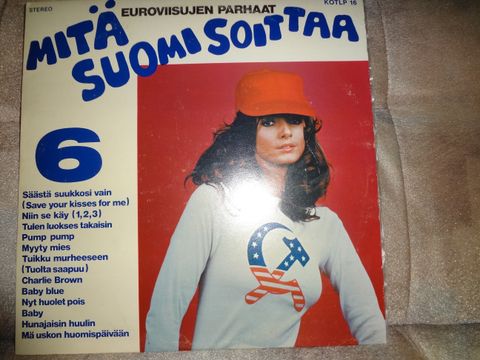 STEREO
EUROVIISUJEN PARHAAT
KOTLP 16
MITÄ
SUOMI SOITTAA
6
Säästä suukkosi vain
(Save your kisses for me)
Niin se käy (1,2,3)
Tulen luokses takaisin
Pump pump
Myyty mies
Tuikku murheeseen
(Tuolta saapuu)
Charlie Brown
Baby blue
Nyt huolet pois
Baby
Hunajaisin huulin
Mä uskon huomispäivään